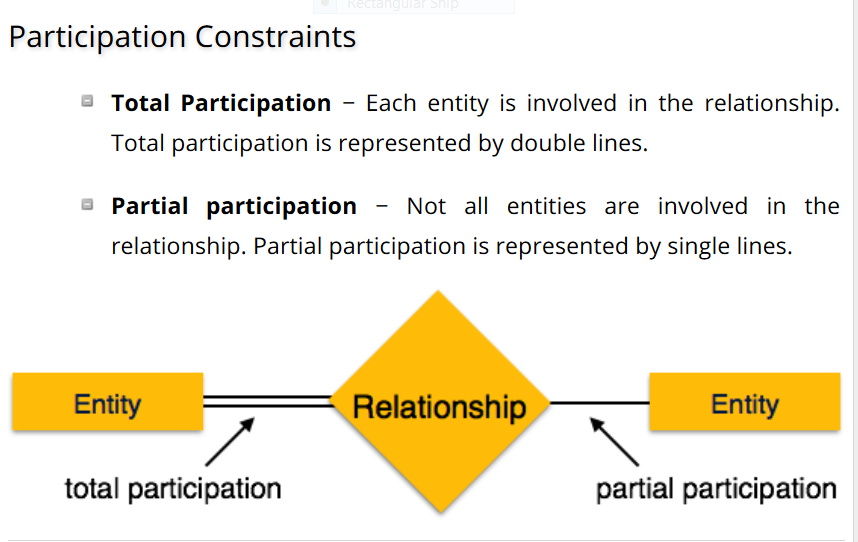 Rectangular Snip
Participation Constraints
Total Participation − Each entity is involved in the relationship.
Total participation is represented by double lines.
Partial participation − Not all entities are involved in the
relationship. Partial participation is represented by single lines.
Entity
Relationship
Entity
total participation
partial participation